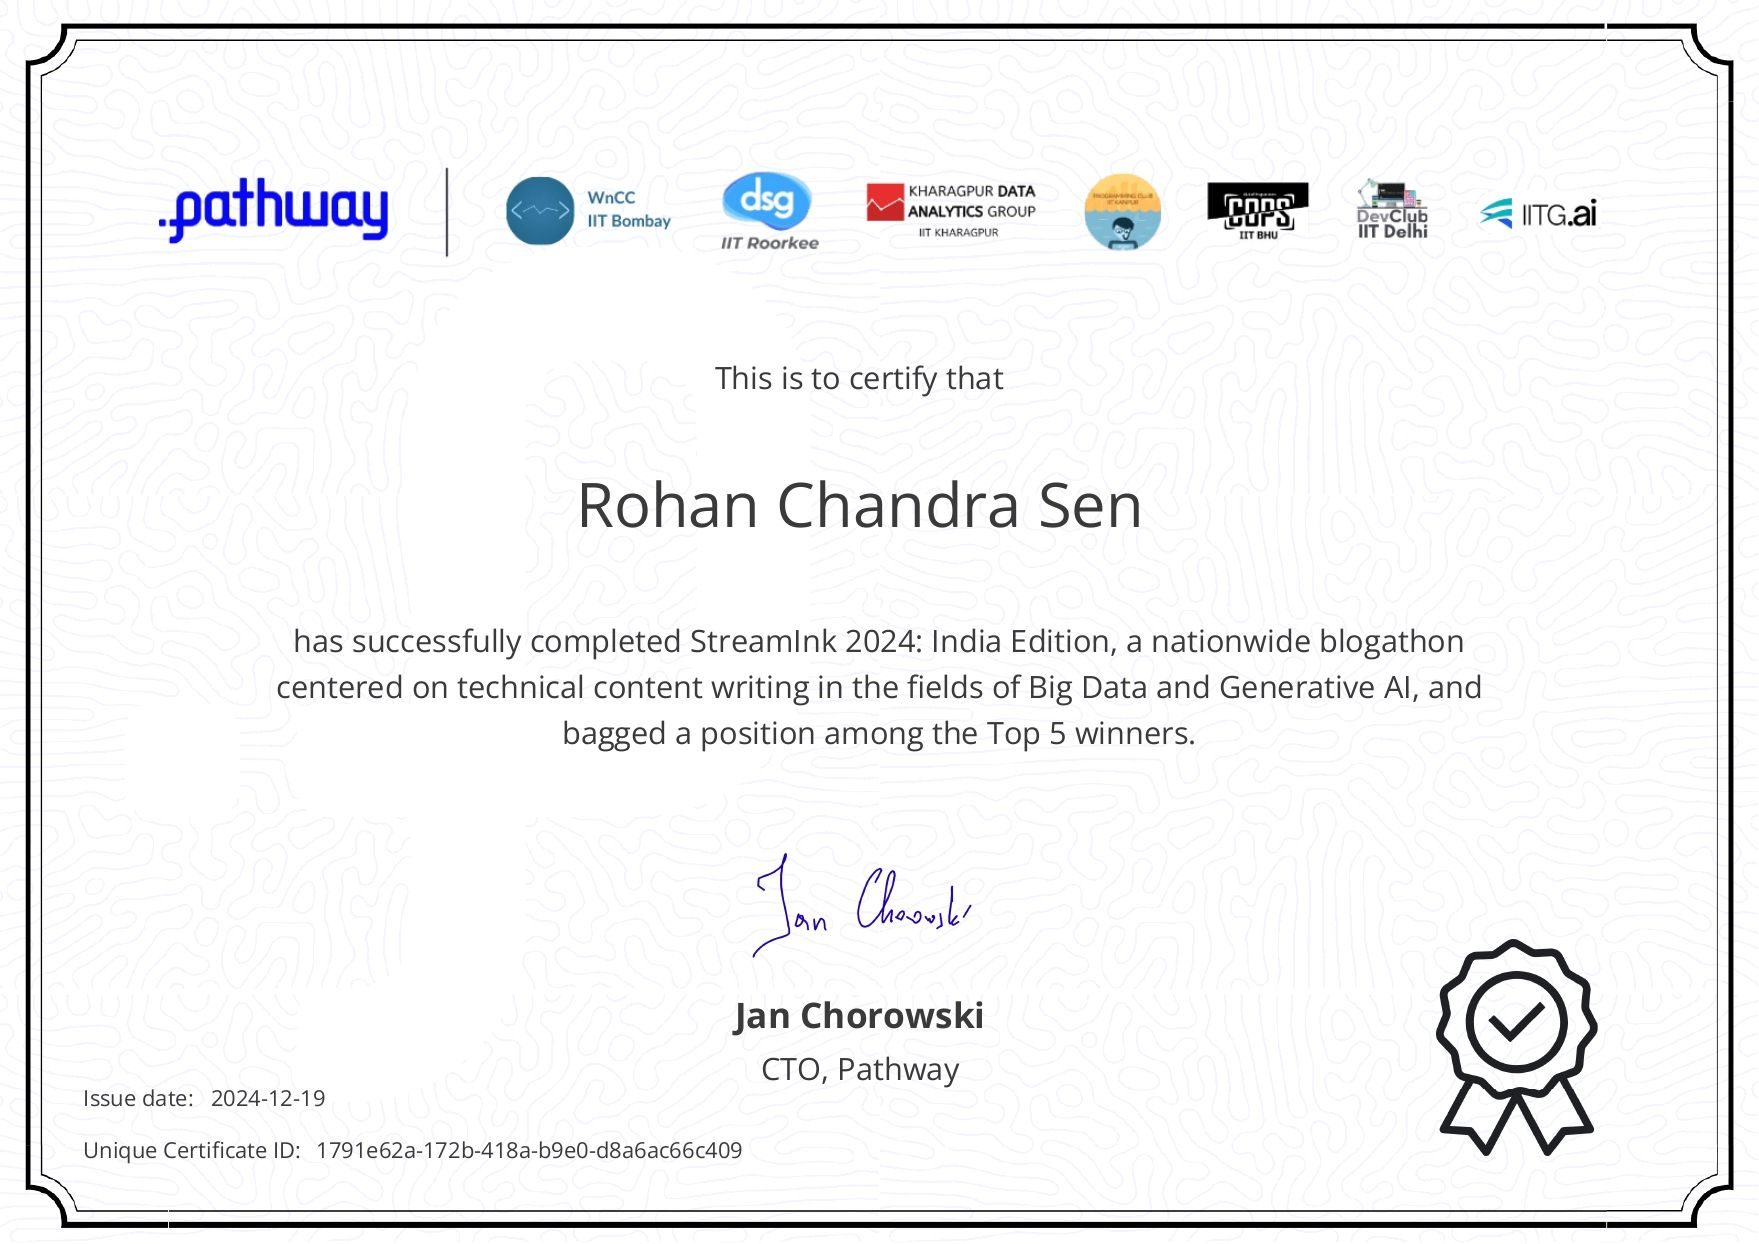 .pathway
WnCC
IIT Bombay
dsg
IIT Roorkee
KHARAGPUR DATA
ANALYTICS GROUP
IIT KHARAGPUR
PROGRAMMING CLUB
IIT KANPUR
COPS
IIT BHU
DevClub
IIT Delhi
IITG.ai
This is to certify that
Rohan Chandra Sen
has successfully completed StreamInk 2024: India Edition, a nationwide blogathon
centered on technical content writing in the fields of Big Data and Generative AI, and
bagged a position among the Top 5 winners.
Jan Chorowski
Jan Chorowski
CTO, Pathway
Issue date: 2024-12-19
Unique Certificate ID: 1791e62a-172b-418a-b9e0-d8a6ac66c409